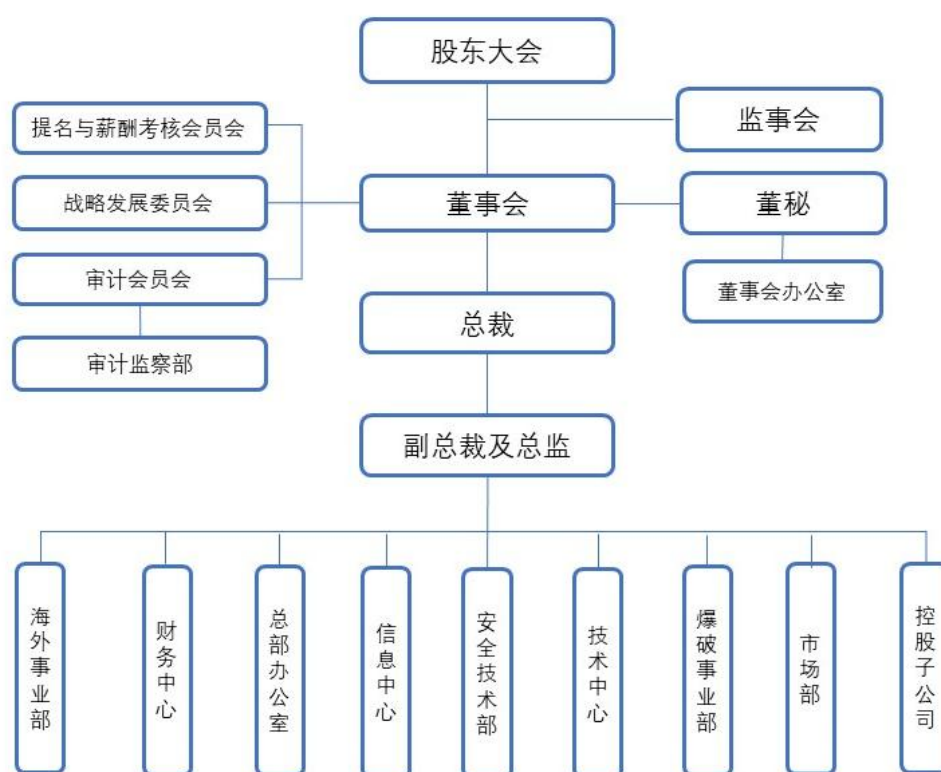 股东大会
监事会
提名与薪酬考核会员会
战略发展委员会
董事会
董秘
审计会员会
董事会办公室
总裁
审计监察部
副总裁及总监
海外事业部
财务中心
总部办公室
信息中心
安全技术部
技术中心
爆破事业部
市场部
控股子公司